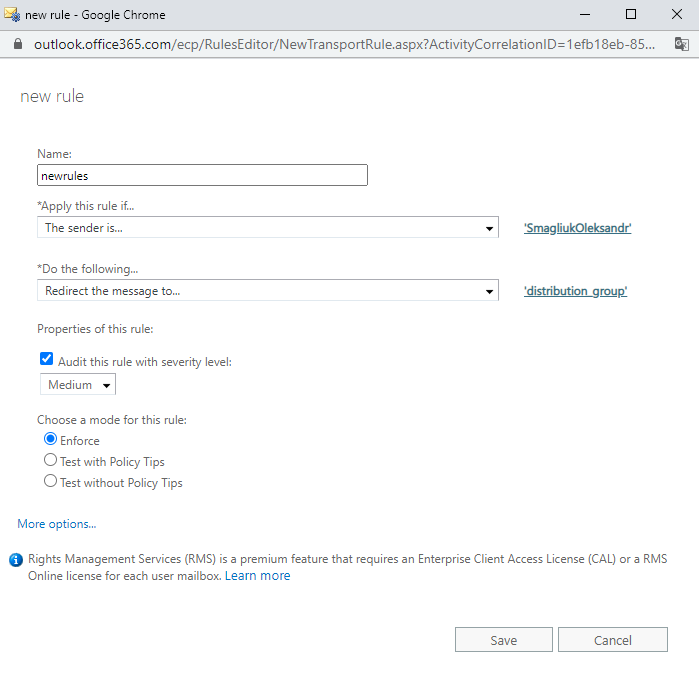 new rule - Google Chrome
outlook.office365.com/ecp/RulesEditor/NewTransportRule.aspx?ActivityCorrelationID=1efb18eb-85...
new rule
Name:
newrules
*Apply this rule if...
The sender is... 'SmagliukOleksandr'
*Do the following...
Redirect the message to... 'distribution_group'
Properties of this rule:
Audit this rule with severity level:
Medium
Choose a mode for this rule:
Enforce
Test with Policy Tips
Test without Policy Tips
More options...
Rights Management Services (RMS) is a premium feature that requires an Enterprise Client Access License (CAL) or a RMS
Online license for each user mailbox. Learn more
Save Cancel